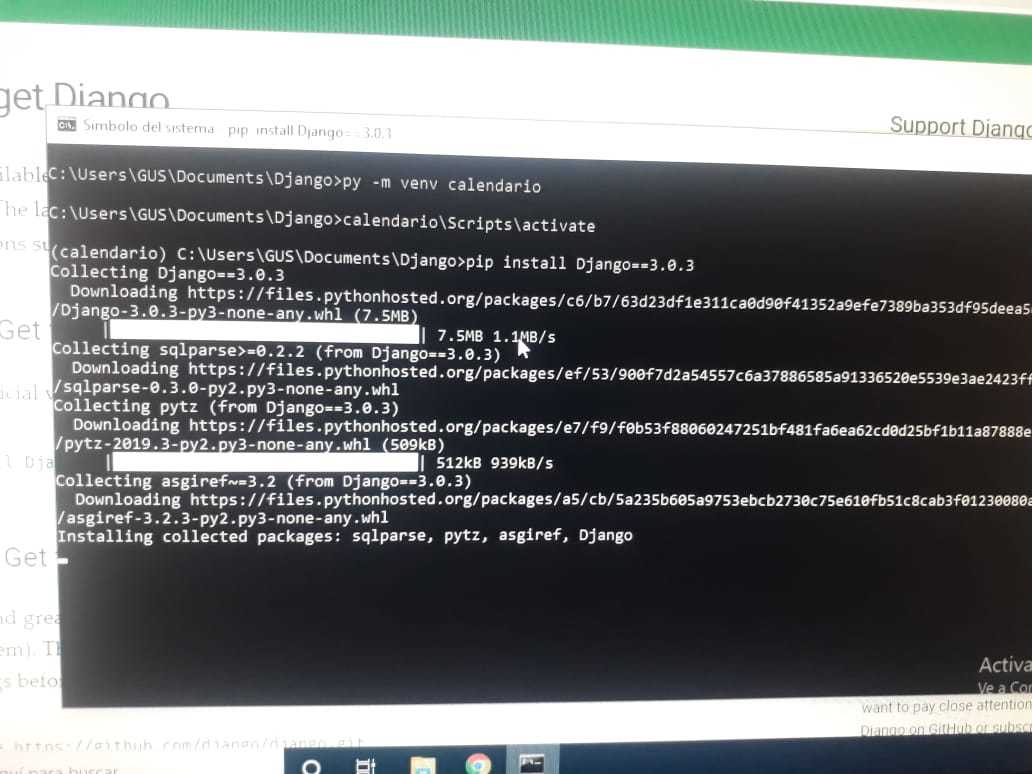 get Django
Support Django
Símbolo del sistema - pip install Django==3.0.3
C:\Users\GUS\Documents\Django>py -m venv calendario
C:\Users\GUS\Documents\Django>calendario\Scripts\activate
(calendario) C:\Users\GUS\Documents\Django>pip install Django==3.0.3
Collecting Django==3.0.3
Downloading https://files.pythonhosted.org/packages/c6/b7/63d23df1e311ca0d90f41352a9efe7389ba353df95deea5
/Django-3.0.3-py3-none-any.whl (7.5MB)
| | 7.5MB 1.1MB/s
Collecting sqlparse>=0.2.2 (from Django==3.0.3)
Downloading https://files.pythonhosted.org/packages/ef/53/900f7d2a54557c6a37886585a91336520e5539e3ae2423ff
/sqlparse-0.3.0-py2.py3-none-any.whl
Collecting pytz (from Django==3.0.3)
Downloading https://files.pythonhosted.org/packages/e7/f9/f0b53f88060247251bf481fa6ea62cd0d25bf1b11a87888e
/pytz-2019.3-py2.py3-none-any.whl (509kB)
| | 512kB 939kB/s
Collecting asgiref~=3.2 (from Django==3.0.3)
Downloading https://files.pythonhosted.org/packages/a5/cb/5a235b605a9753ebcb2730c75e610fb51c8cab3f01230080a
/asgiref-3.2.3-py2.py3-none-any.whl
Installing collected packages: sqlparse, pytz, asgiref, Django
Get
Get
Activa
Ve a Con
want to pay close attention
Django on GitHub or subscr
https://github.com/django/django.git
quí para buscar